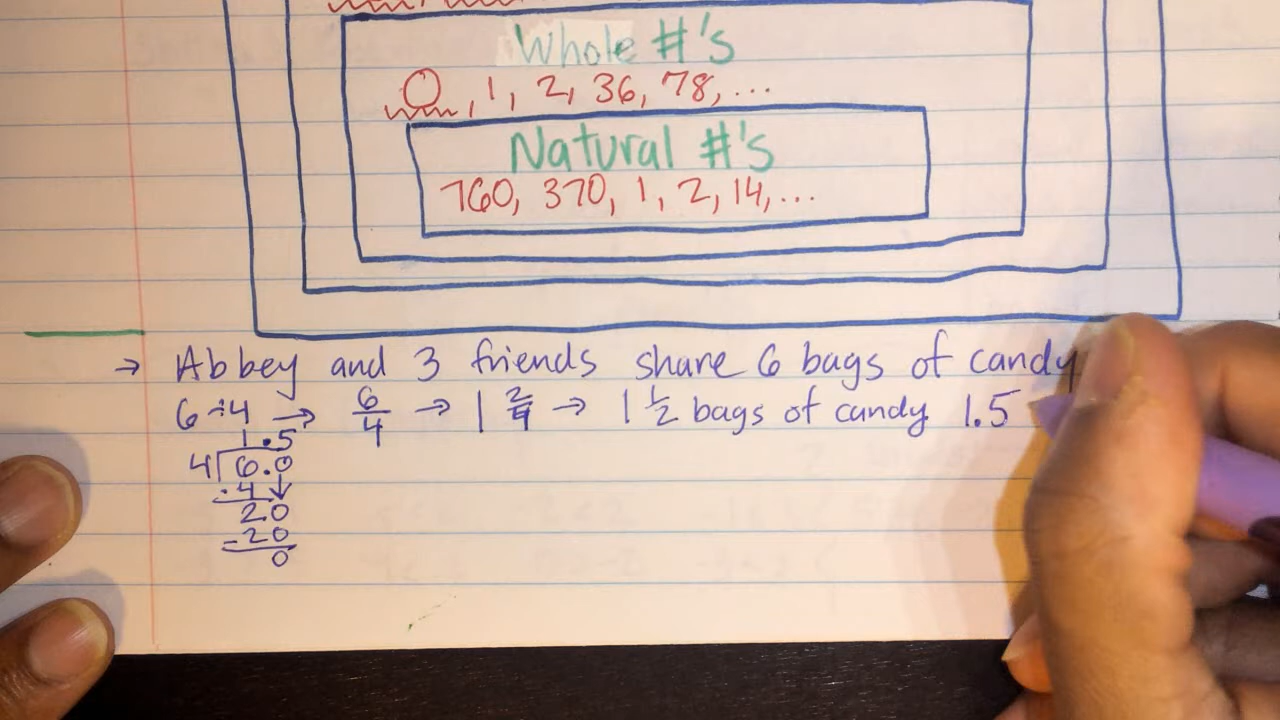 Whole #'s
0, 1, 2, 36, 78, ...
Natural #'s
760, 370, 1, 2, 14, ...
→ Abbey and 3 friends share 6 bags of candy
6÷4 → 6/4 → 1 2/4 → 1 1/2 bags of candy 1.5
1.5
4 6.0
-4↓
20
-20
0